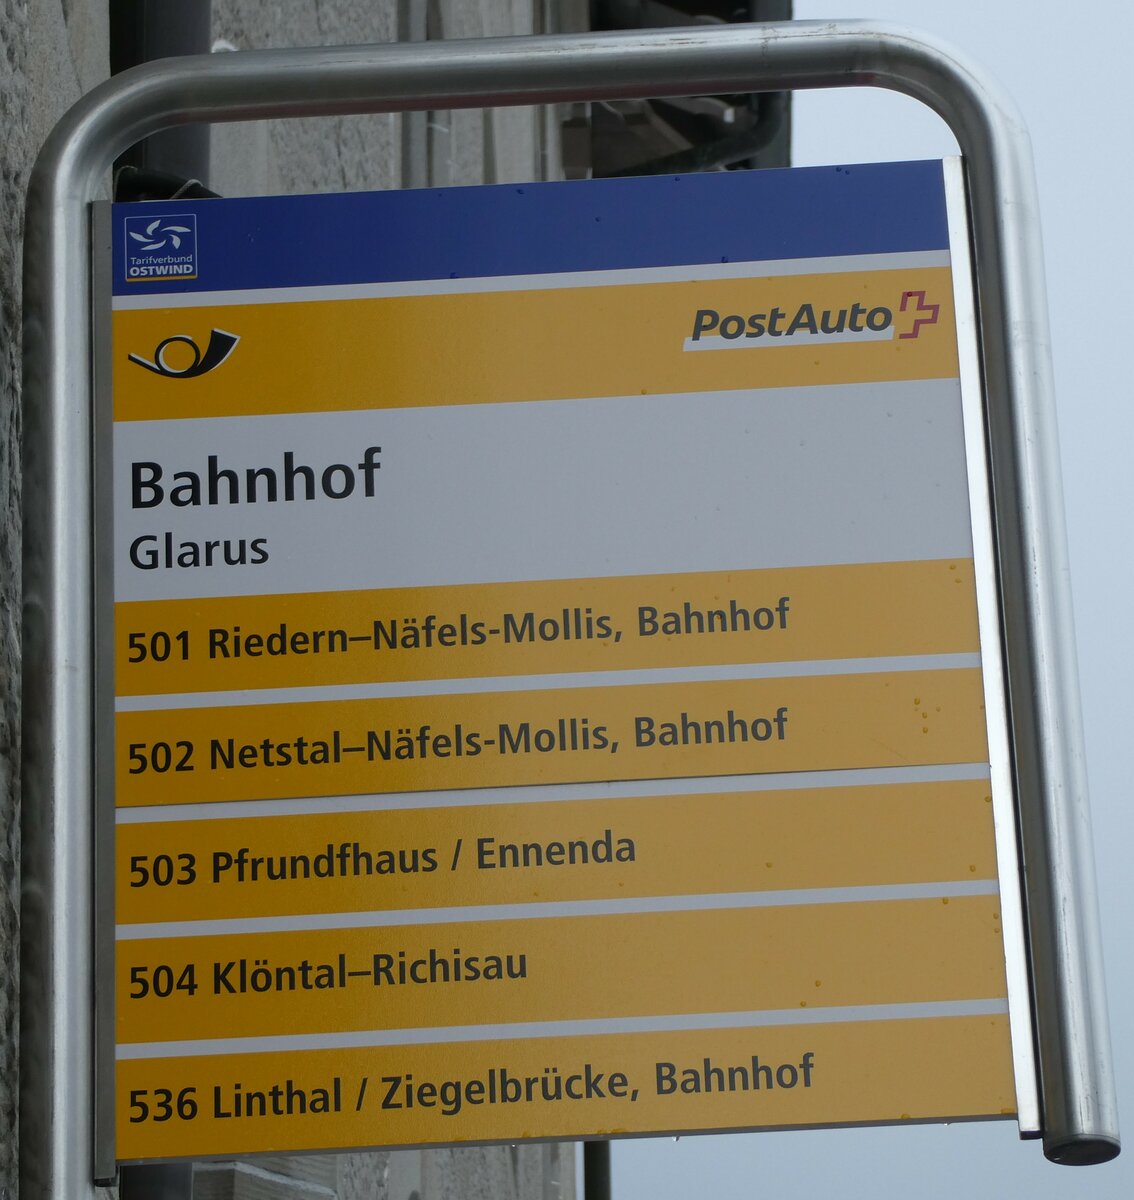 Tarifverbund
OSTWIND
PostAuto
Bahnhof
Glarus
501 Riedern–Näfels-Mollis, Bahnhof
502 Netstal–Näfels-Mollis, Bahnhof
503 Pfrundfhaus / Ennenda
504 Klöntal–Richisau
536 Linthal / Ziegelbrücke, Bahnhof